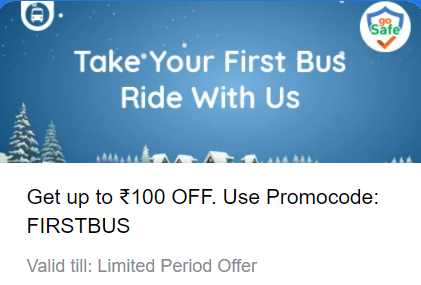 go
Safe
Take Your First Bus
Ride With Us
Get up to ₹100 OFF. Use Promocode:
FIRSTBUS
Valid till: Limited Period Offer